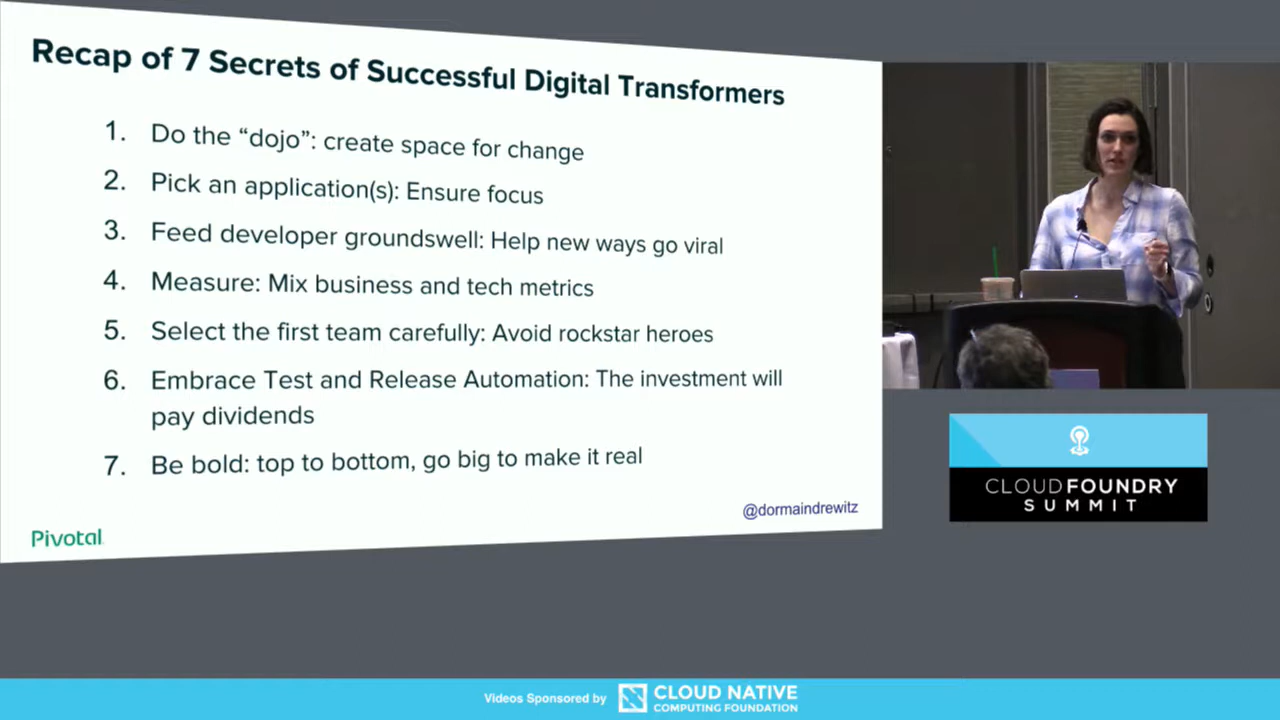 Recap of 7 Secrets of Successful Digital Transformers
1. Do the “dojo”: create space for change
2. Pick an application(s): Ensure focus
3. Feed developer groundswell: Help new ways go viral
4. Measure: Mix business and tech metrics
5. Select the first team carefully: Avoid rockstar heroes
6. Embrace Test and Release Automation: The investment will
pay dividends
7. Be bold: top to bottom, go big to make it real
@dormaindrewitz
Pivotal
CLOUDFOUNDRY
SUMMIT
Videos Sponsored by
CLOUD NATIVE
COMPUTING FOUNDATION